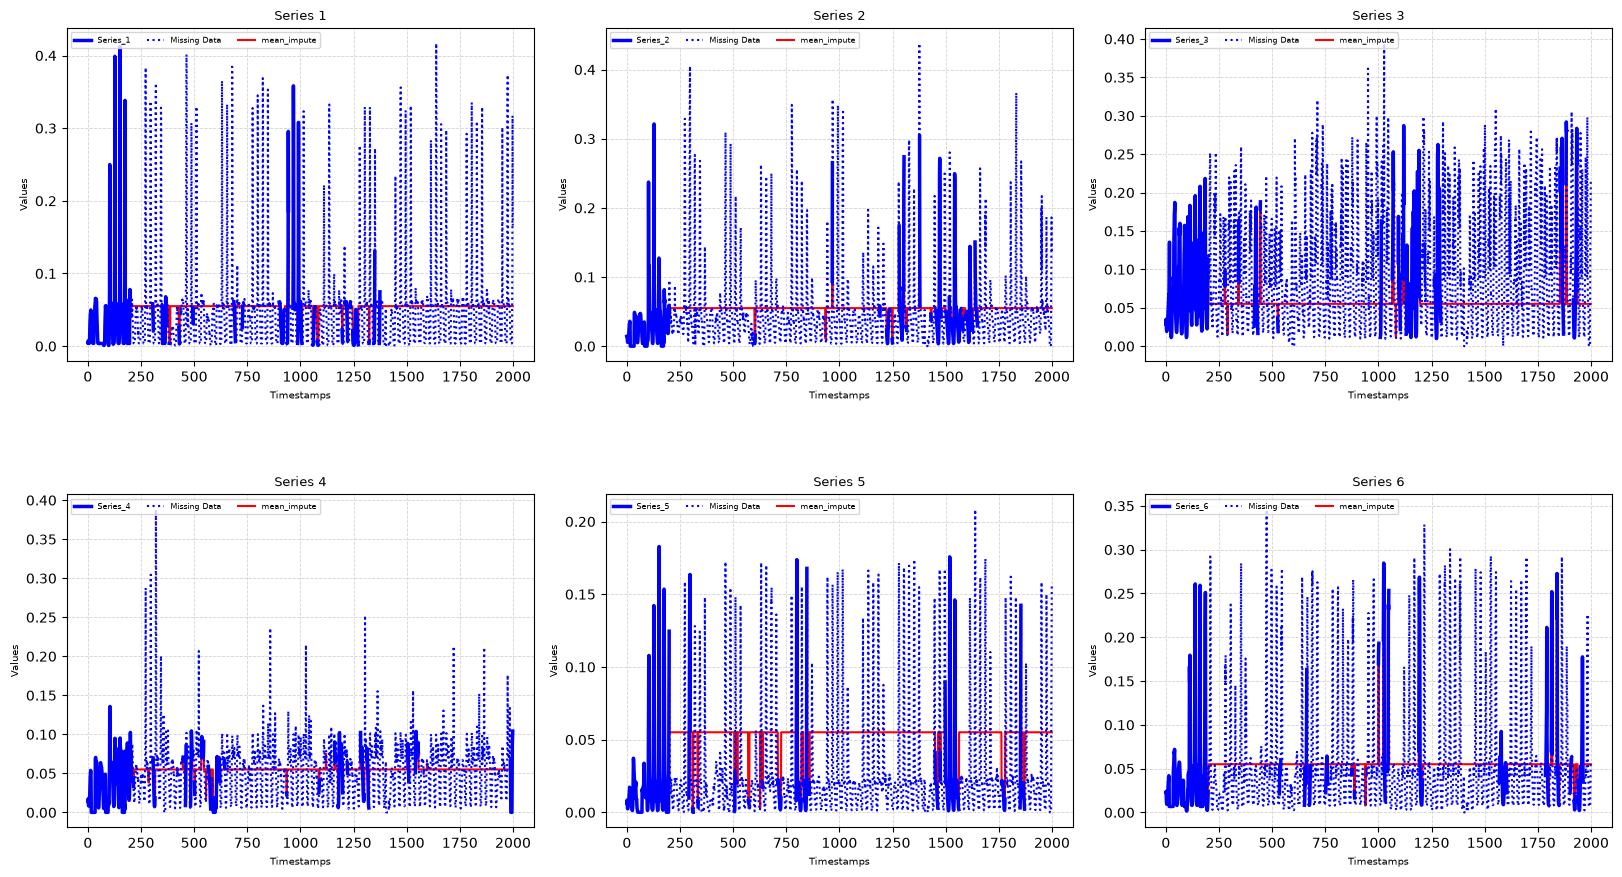 Series 1
Series_1 Missing Data mean_impute
Values
0.4
0.3
0.2
0.1
0.0
0 250 500 750 1000 1250 1500 1750 2000
Timestamps
Series 2
Series_2 Missing Data mean_impute
Values
0.4
0.3
0.2
0.1
0.0
0 250 500 750 1000 1250 1500 1750 2000
Timestamps
Series 3
Series_3 Missing Data mean_impute
Values
0.40
0.35
0.30
0.25
0.20
0.15
0.10
0.05
0.00
0 250 500 750 1000 1250 1500 1750 2000
Timestamps
Series 4
Series_4 Missing Data mean_impute
Values
0.40
0.35
0.30
0.25
0.20
0.15
0.10
0.05
0.00
0 250 500 750 1000 1250 1500 1750 2000
Timestamps
Series 5
Series_5 Missing Data mean_impute
Values
0.20
0.15
0.10
0.05
0.00
0 250 500 750 1000 1250 1500 1750 2000
Timestamps
Series 6
Series_6 Missing Data mean_impute
Values
0.35
0.30
0.25
0.20
0.15
0.10
0.05
0.00
0 250 500 750 1000 1250 1500 1750 2000
Timestamps